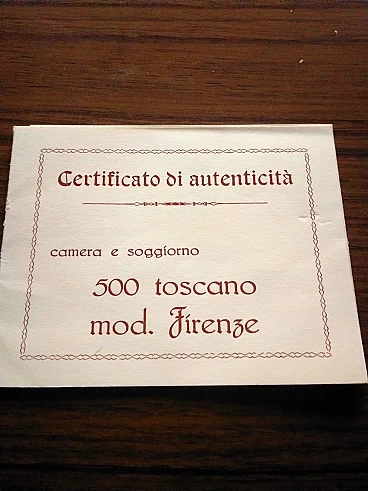 Certificato di autenticità
camera e soggiorno
500 toscano
mod. Firenze